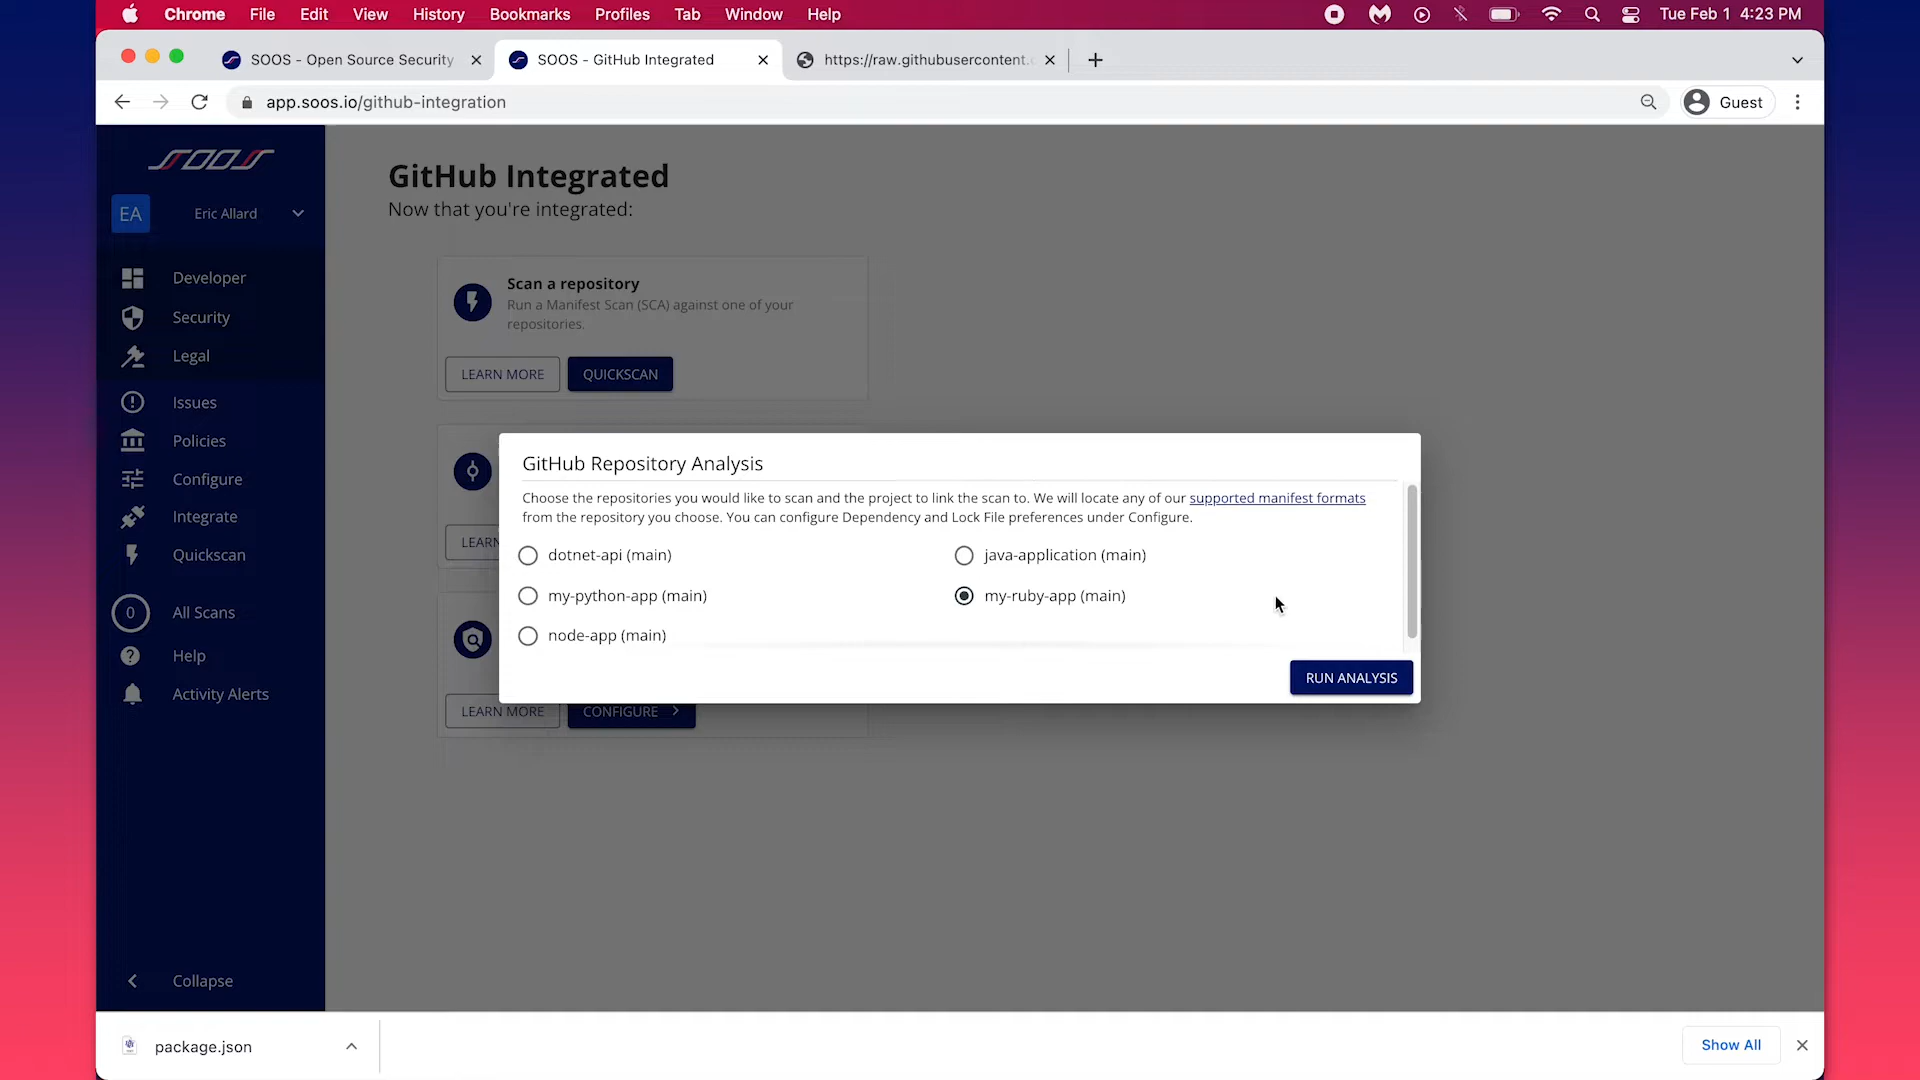 Chrome File Edit View History Bookmarks Profiles Tab Window Help Tue Feb 1 4:23 PM
SOOS - Open Source Security
SOOS - GitHub Integrated
https://raw.githubusercontent.
app.soos.io/github-integration
Guest
SOOS
EA Eric Allard
Developer
Security
Legal
Issues
Policies
Configure
Integrate
Quickscan
0 All Scans
Help
Activity Alerts
Collapse
GitHub Integrated
Now that you're integrated:
Scan a repository
Run a Manifest Scan (SCA) against one of your
repositories.
LEARN MORE QUICKSCAN
LEARN
LEARN MORE CONFIGURE
GitHub Repository Analysis
Choose the repositories you would like to scan and the project to link the scan to. We will locate any of our supported manifest formats
from the repository you choose. You can configure Dependency and Lock File preferences under Configure.
dotnet-api (main) java-application (main)
my-python-app (main) my-ruby-app (main)
node-app (main)
RUN ANALYSIS
package.json
Show All